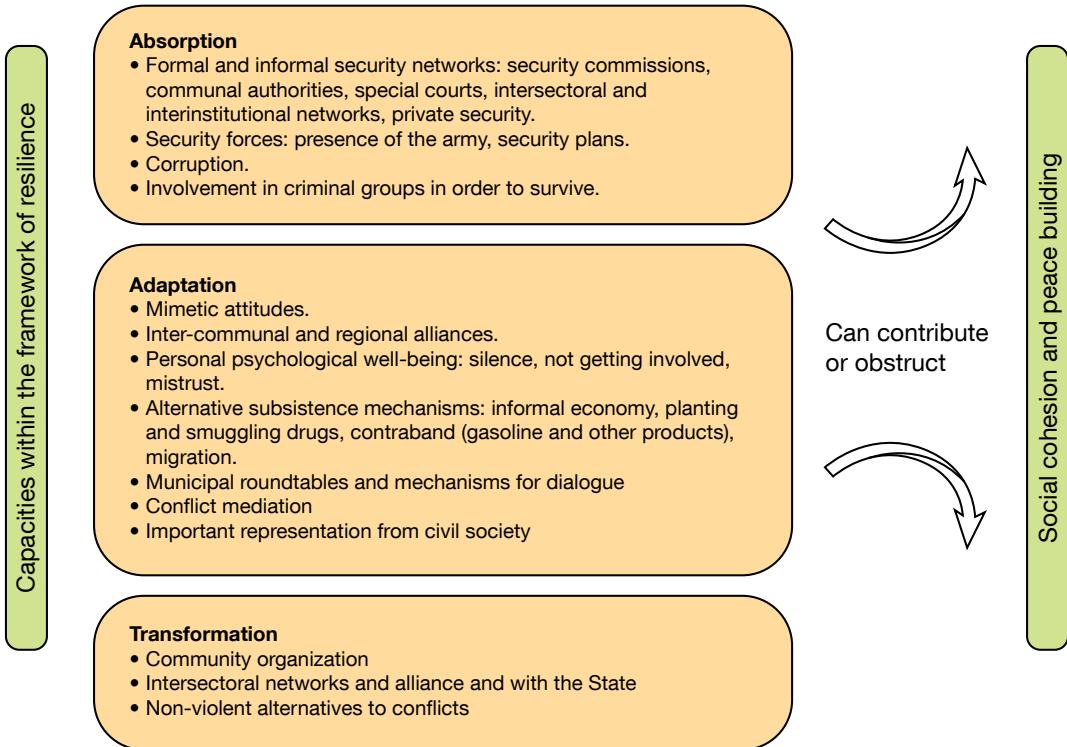 Capacities within the framework of resilience
Absorption
• Formal and informal security networks: security commissions,
communal authorities, special courts, intersectoral and
interinstitutional networks, private security.
• Security forces: presence of the army, security plans.
• Corruption.
• Involvement in criminal groups in order to survive.
Adaptation
• Mimetic attitudes.
• Inter-communal and regional alliances.
• Personal psychological well-being: silence, not getting involved,
mistrust.
• Alternative subsistence mechanisms: informal economy, planting
and smuggling drugs, contraband (gasoline and other products),
migration.
• Municipal roundtables and mechanisms for dialogue
• Conflict mediation
• Important representation from civil society
Transformation
• Community organization
• Intersectoral networks and alliance and with the State
• Non-violent alternatives to conflicts
Can contribute
or obstruct
Social cohesion and peace building